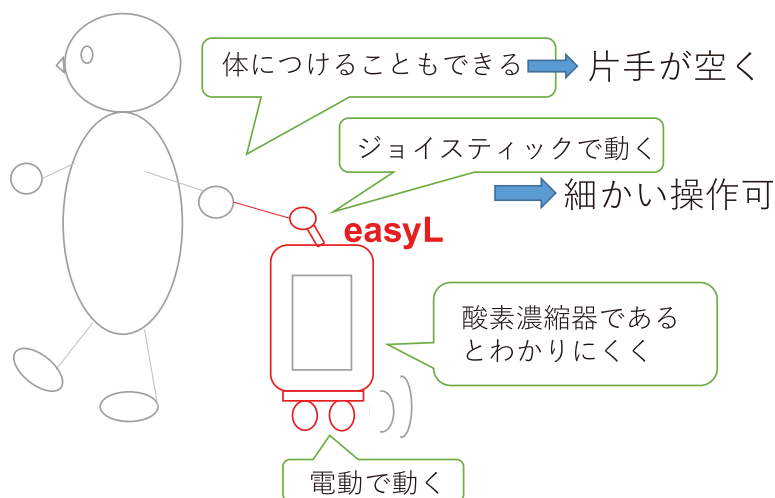 体につけることもできる
片手が空く
ジョイスティックで動く
細かい操作可
easyL
酸素濃縮器である
とわかりにくく
電動で動く